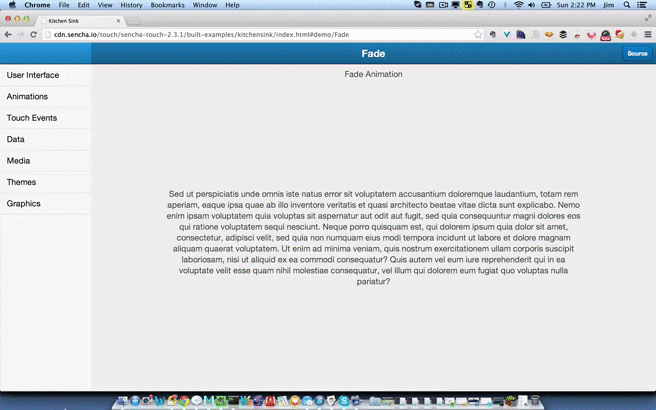 Chrome File Edit View History Bookmarks Window Help
Sun 2:22 PM Jim
Kitchen Sink
cdn.sencha.io/touch/sencha-touch-2.3.1/built-examples/kitchensink/index.html#demo/Fade
Fade
Source
User Interface
Animations
Touch Events
Data
Media
Themes
Graphics
Fade Animation
Sed ut perspiciatis unde omnis iste natus error sit voluptatem accusantium doloremque laudantium, totam rem
aperiam, eaque ipsa quae ab illo inventore veritatis et quasi architecto beatae vitae dicta sunt explicabo. Nemo
enim ipsam voluptatem quia voluptas sit aspernatur aut odit aut fugit, sed quia consequuntur magni dolores eos
qui ratione voluptatem sequi nesciunt. Neque porro quisquam est, qui dolorem ipsum quia dolor sit amet,
consectetur, adipisci velit, sed quia non numquam eius modi tempora incidunt ut labore et dolore magnam
aliquam quaerat voluptatem. Ut enim ad minima veniam, quis nostrum exercitationem ullam corporis suscipit
laboriosam, nisi ut aliquid ex ea commodi consequatur? Quis autem vel eum iure reprehenderit qui in ea
voluptate velit esse quam nihil molestiae consequatur, vel illum qui dolorem eum fugiat quo voluptas nulla
pariatur?